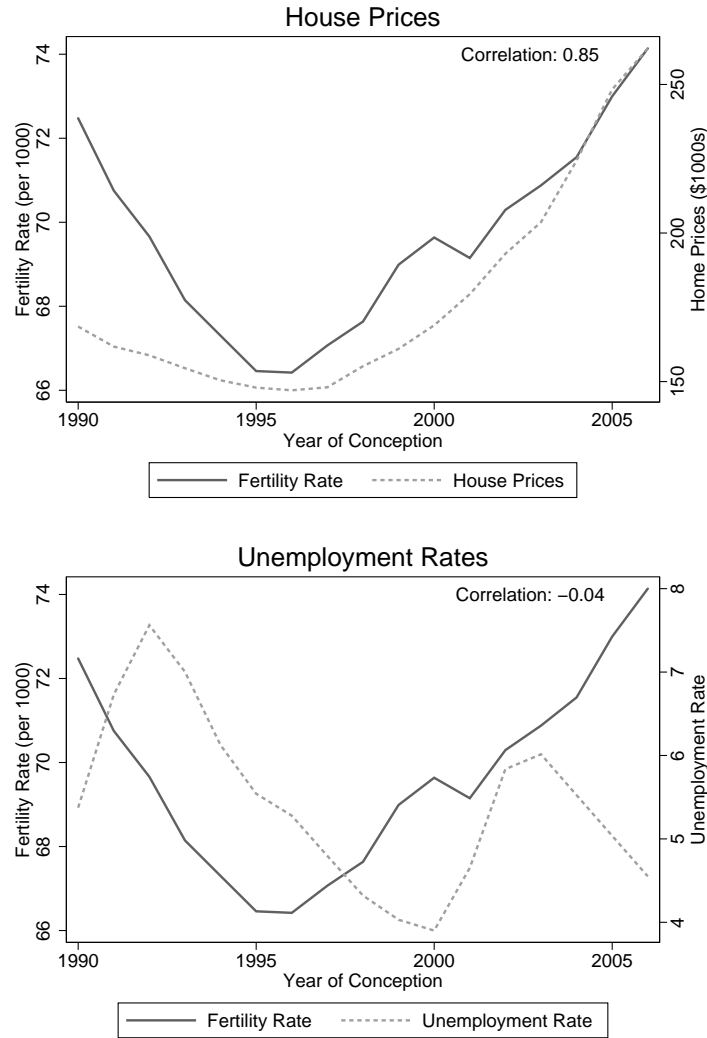 House Prices
Correlation: 0.85
Fertility Rate (per 1000)
66
68
70
72
74
Home Prices ($1000s)
150
200
250
1990
1995
2000
2005
Year of Conception
Fertility Rate
House Prices
Unemployment Rates
Correlation: −0.04
Fertility Rate (per 1000)
66
68
70
72
74
Unemployment Rate
4
5
6
7
8
1990
1995
2000
2005
Year of Conception
Fertility Rate
Unemployment Rate